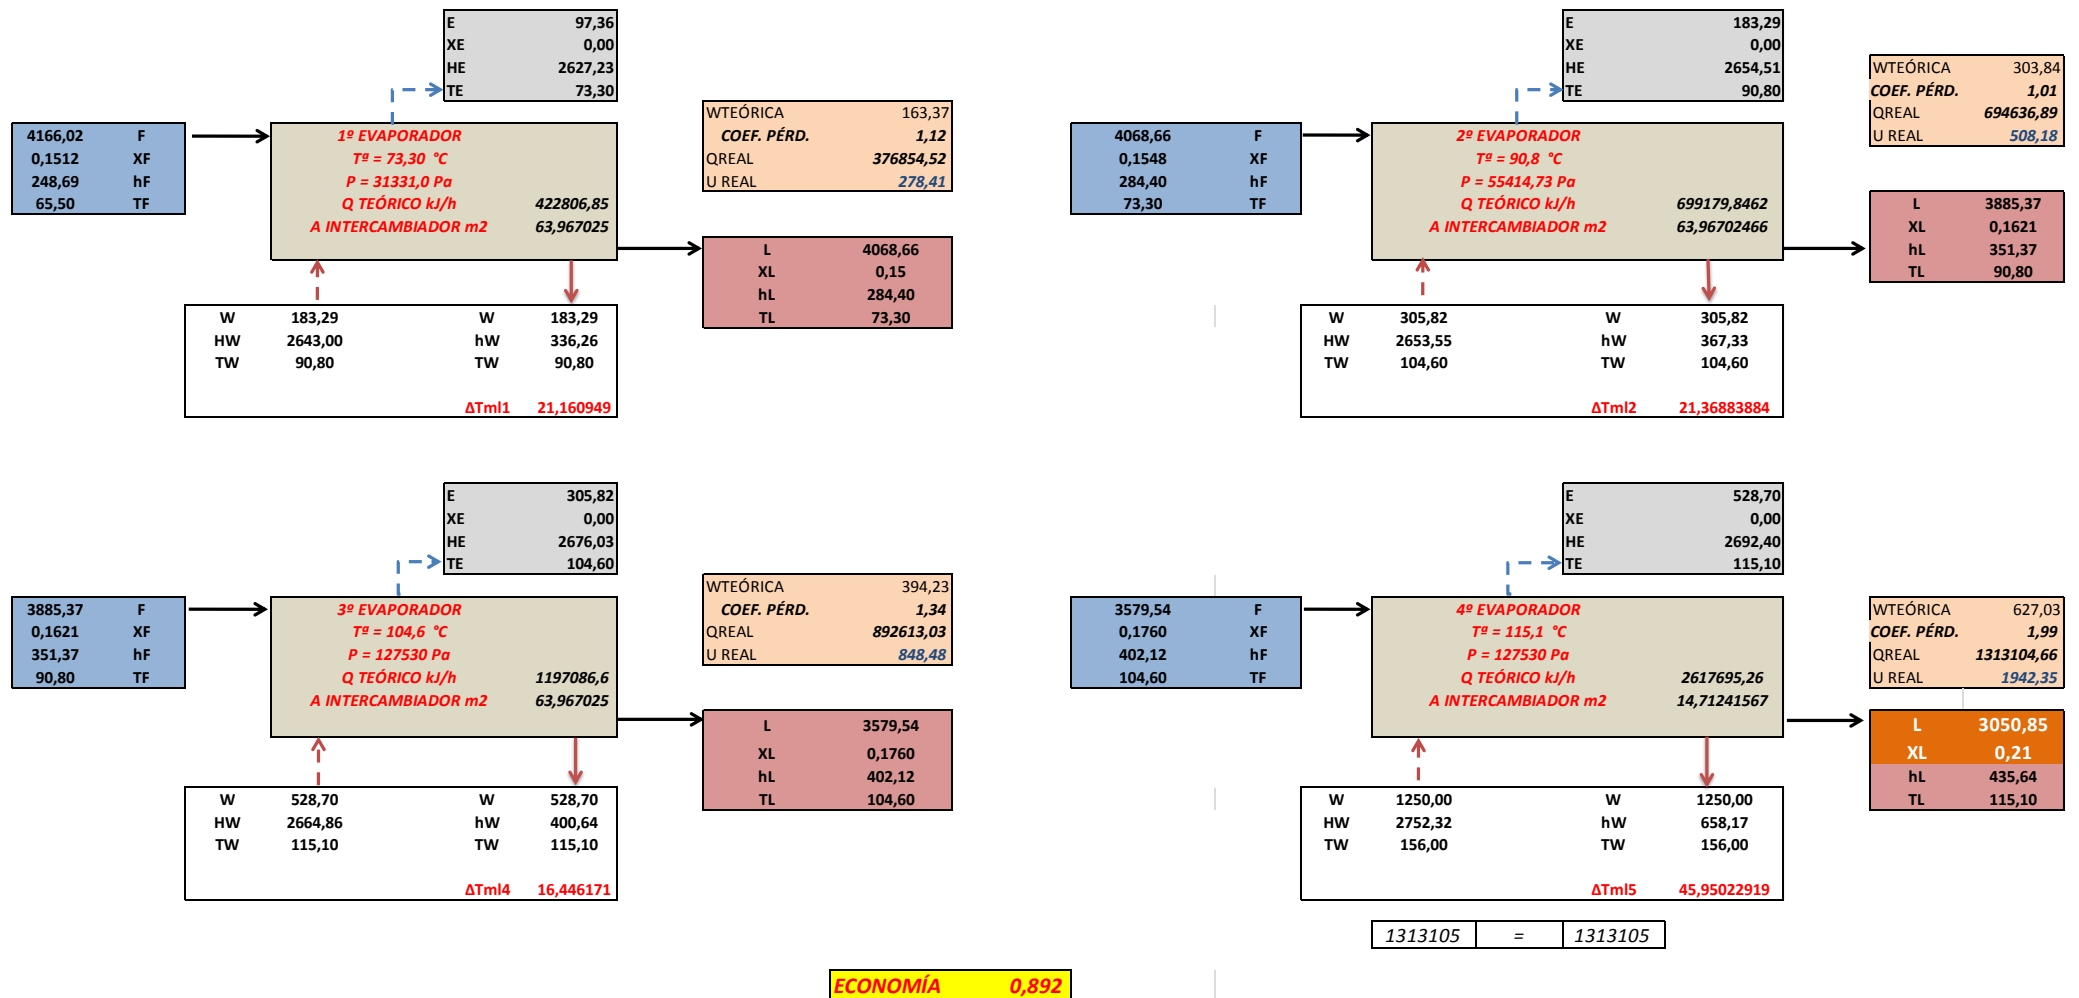 E 97,36
XE 0,00
HE 2627,23
TE 73,30
4166,02 F
0,1512 XF
248,69 hF
65,50 TF
1º EVAPORADOR
Tª = 73,30 °C
P = 31331,0 Pa
Q TEÓRICO kJ/h 422806,85
A INTERCAMBIADOR m2 63,967025
WTEÓRICA 163,37
COEF. PÉRD. 1,12
QREAL 376854,52
U REAL 278,41
L 4068,66
XL 0,15
hL 284,40
TL 73,30
W 183,29 W 183,29
HW 2643,00 hW 336,26
TW 90,80 TW 90,80
ΔTml1 21,160949
E 183,29
XE 0,00
HE 2654,51
TE 90,80
4068,66 F
0,1548 XF
284,40 hF
73,30 TF
2º EVAPORADOR
Tª = 90,8 °C
P = 55414,73 Pa
Q TEÓRICO kJ/h 699179,8462
A INTERCAMBIADOR m2 63,96702466
WTEÓRICA 303,84
COEF. PÉRD. 1,01
QREAL 694636,89
U REAL 508,18
L 3885,37
XL 0,1621
hL 351,37
TL 90,80
W 305,82 W 305,82
HW 2653,55 hW 367,33
TW 104,60 TW 104,60
ΔTml2 21,36883884
E 305,82
XE 0,00
HE 2676,03
TE 104,60
3885,37 F
0,1621 XF
351,37 hF
90,80 TF
3º EVAPORADOR
Tª = 104,6 °C
P = 127530 Pa
Q TEÓRICO kJ/h 1197086,6
A INTERCAMBIADOR m2 63,967025
WTEÓRICA 394,23
COEF. PÉRD. 1,34
QREAL 892613,03
U REAL 848,48
L 3579,54
XL 0,1760
hL 402,12
TL 104,60
W 528,70 W 528,70
HW 2664,86 hW 400,64
TW 115,10 TW 115,10
ΔTml4 16,446171
E 528,70
XE 0,00
HE 2692,40
TE 115,10
3579,54 F
0,1760 XF
402,12 hF
104,60 TF
4º EVAPORADOR
Tª = 115,1 °C
P = 127530 Pa
Q TEÓRICO kJ/h 2617695,26
A INTERCAMBIADOR m2 14,71241567
WTEÓRICA 627,03
COEF. PÉRD. 1,99
QREAL 1313104,66
U REAL 1942,35
L 3050,85
XL 0,21
hL 435,64
TL 115,10
W 1250,00 W 1250,00
HW 2752,32 hW 658,17
TW 156,00 TW 156,00
ΔTml5 45,95022919
1313105 = 1313105
ECONOMÍA 0,892